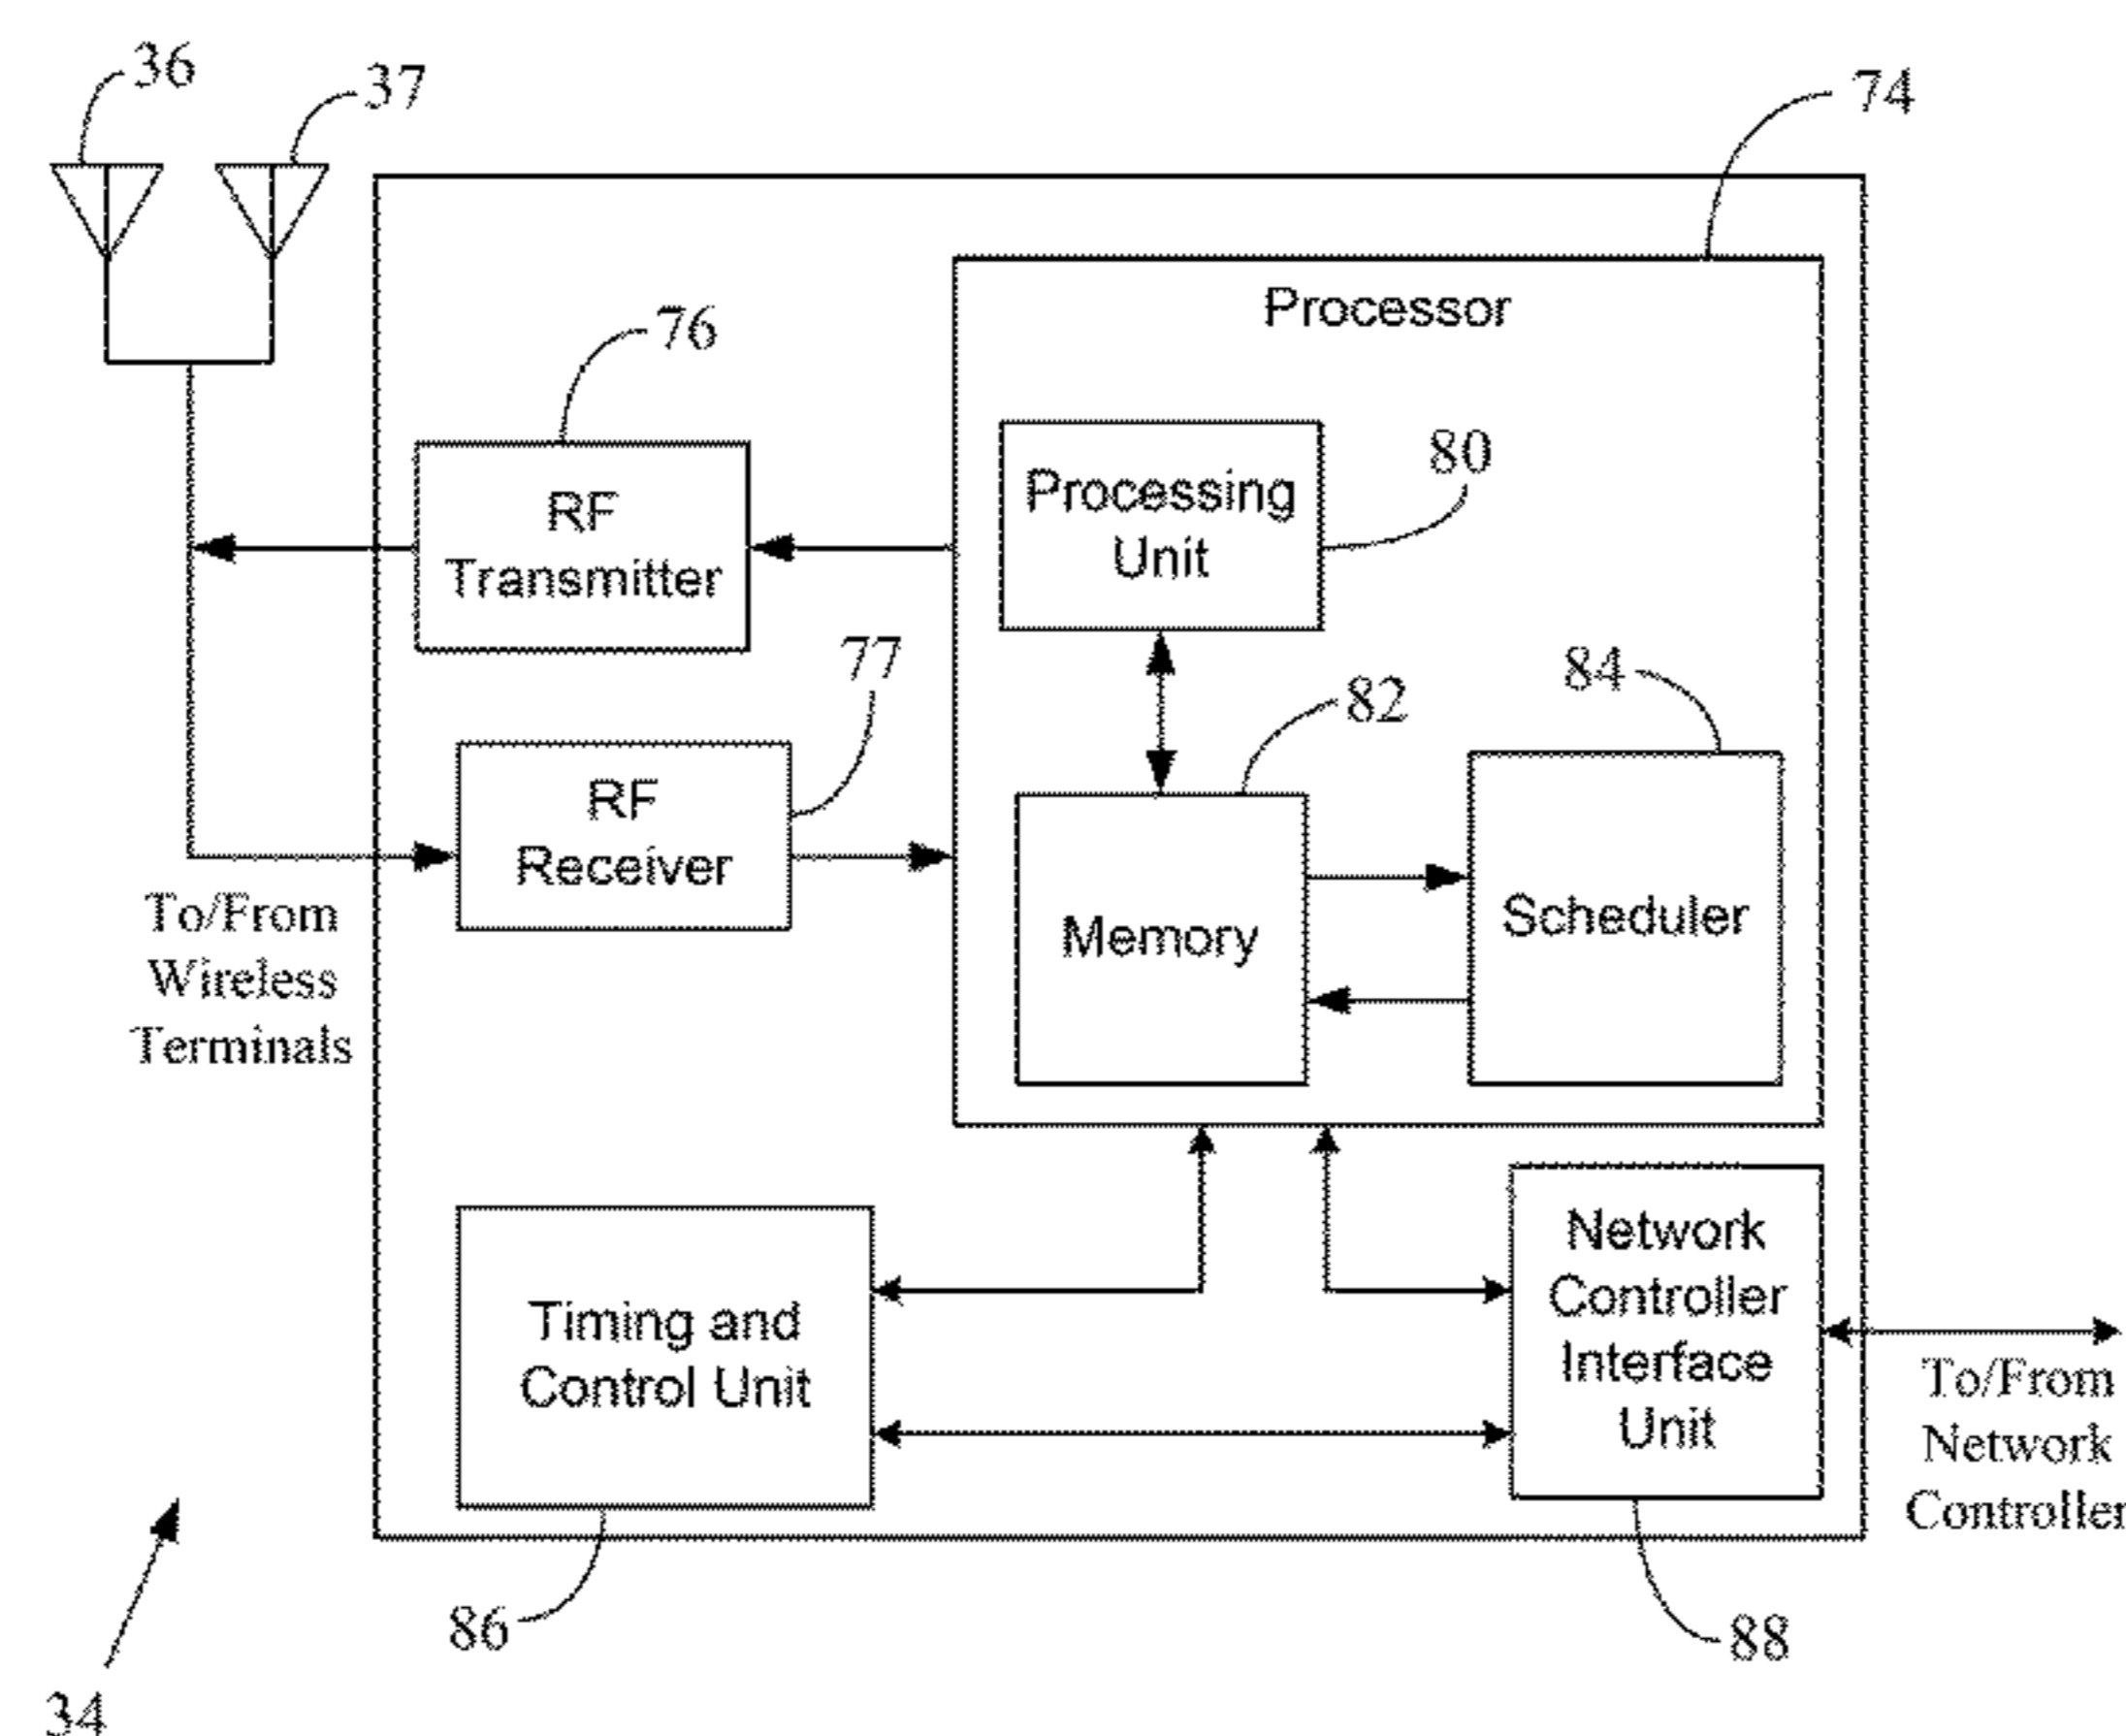 36
37
74
Processor
76
RF
Transmitter
Processing
Unit
80
77
RF
Receiver
82
84
Memory
Scheduler
To/From
Wireless
Terminals
Timing and
Control Unit
Network
Controller
Interface
Unit
To/From
Network
Controller
86
88
34